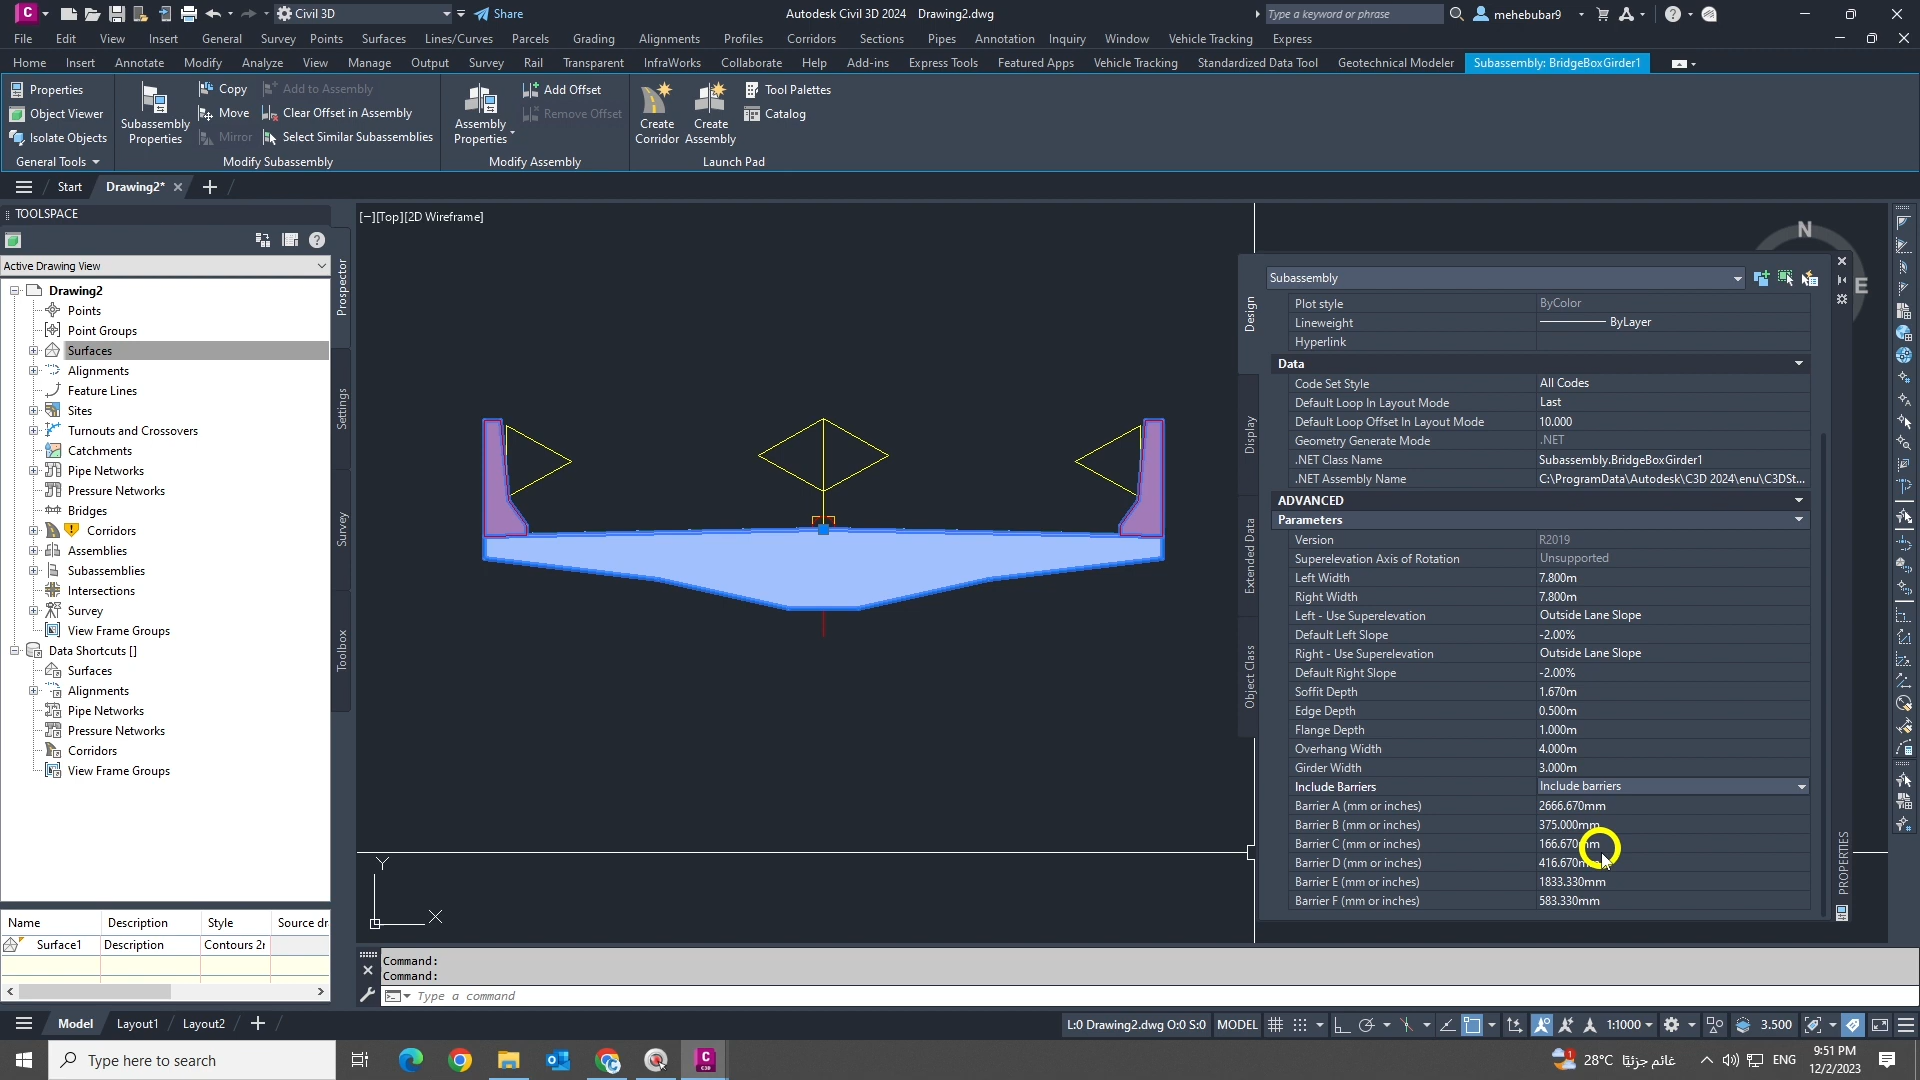 Civil 3D
Share
Autodesk Civil 3D 2024 Drawing2.dwg
Type a keyword or phrase
mehebubar9
File Edit View Insert General Survey Points Surfaces Lines/Curves Parcels Grading Alignments Profiles Corridors Sections Pipes Annotation Inquiry Window Vehicle Tracking Express
Home Insert Annotate Modify Analyze View Manage Output Survey Rail Transparent InfraWorks Collaborate Help Add-ins Express Tools Featured Apps Vehicle Tracking Standardized Data Tool Geotechnical Modeler Subassembly: BridgeBoxGirder1
Properties
Object Viewer
Isolate Objects
General Tools
Subassembly
Properties
Copy
Move
Mirror
Add to Assembly
Clear Offset in Assembly
Select Similar Subassemblies
Modify Subassembly
Assembly
Properties
Add Offset
Remove Offset
Modify Assembly
Create
Corridor
Create
Assembly
Tool Palettes
Catalog
Launch Pad
Start
Drawing2*
TOOLSPACE
Active Drawing View
Drawing2
Points
Point Groups
Surfaces
Alignments
Feature Lines
Sites
Turnouts and Crossovers
Catchments
Pipe Networks
Pressure Networks
Bridges
Corridors
Assemblies
Subassemblies
Intersections
Survey
View Frame Groups
Data Shortcuts []
Surfaces
Alignments
Pipe Networks
Pressure Networks
Corridors
View Frame Groups
Prospector
Settings
Survey
Toolbox
Name Description Style Source dr
Surface1 Description Contours 2r
[−][Top][2D Wireframe]
N
E
Y
X
Subassembly
Design
Display
Extended Data
Object Class
PROPERTIES
Plot style ByColor
Lineweight ByLayer
Hyperlink
Data
Code Set Style All Codes
Default Loop In Layout Mode Last
Default Loop Offset In Layout Mode 10.000
Geometry Generate Mode .NET
.NET Class Name Subassembly.BridgeBoxGirder1
.NET Assembly Name C:\ProgramData\Autodesk\C3D 2024\enu\C3DSt...
ADVANCED
Parameters
Version R2019
Superelevation Axis of Rotation Unsupported
Left Width 7.800m
Right Width 7.800m
Left - Use Superelevation Outside Lane Slope
Default Left Slope -2.00%
Right - Use Superelevation Outside Lane Slope
Default Right Slope -2.00%
Soffit Depth 1.670m
Edge Depth 0.500m
Flange Depth 1.000m
Overhang Width 4.000m
Girder Width 3.000m
Include Barriers Include barriers
Barrier A (mm or inches) 2666.670mm
Barrier B (mm or inches) 375.000mm
Barrier C (mm or inches) 166.670mm
Barrier D (mm or inches) 416.670mm
Barrier E (mm or inches) 1833.330mm
Barrier F (mm or inches) 583.330mm
Command:
Command:
Type a command
Model Layout1 Layout2
L:0 Drawing2.dwg O:0 S:0 MODEL 1:1000 3.500
Type here to search
28°C غائم جزئيًا
ENG
9:51 PM
12/2/2023